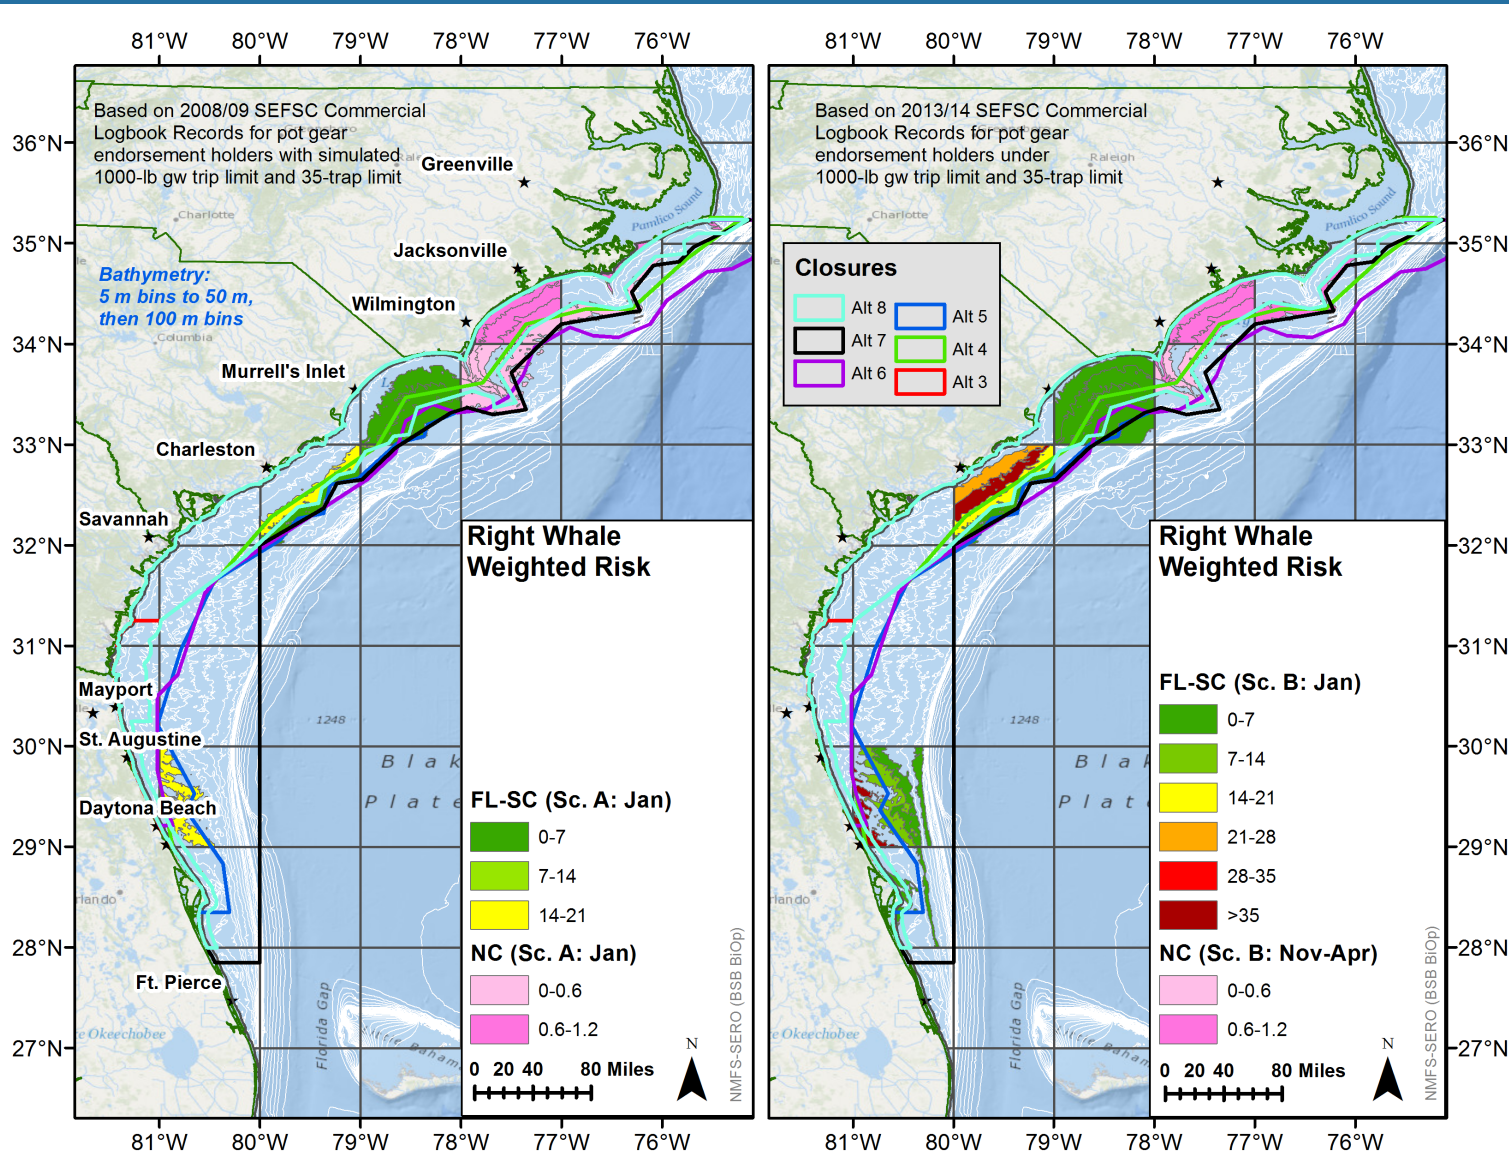 81°W 80°W 79°W 78°W 77°W 76°W
81°W 80°W 79°W 78°W 77°W 76°W
36°N
35°N
34°N
33°N
32°N
31°N
30°N
29°N
28°N
27°N
Based on 2008/09 SEFSC Commercial
Logbook Records for pot gear
endorsement holders with simulated
1000-lb gw trip limit and 35-trap limit
Greenville
Charlotte
Pamlico Sound
Jacksonville
Bathymetry:
5 m bins to 50 m,
then 100 m bins
Wilmington
Columbia
Murrell's Inlet
Charleston
Savannah
Mayport
St. Augustine
Daytona Beach
Ft. Pierce
1248
Blak
Plate
rlando
e Okeechobee
Florida Gap
Right Whale
Weighted Risk
FL-SC (Sc. A: Jan)
0-7
7-14
14-21
NC (Sc. A: Jan)
0-0.6
0.6-1.2
0 20 40 80 Miles
N
NMFS-SERO (BSB BiOp)
Based on 2013/14 SEFSC Commercial
Logbook Records for pot gear
endorsement holders under
1000-lb gw trip limit and 35-trap limit
Raleigh
Charlotte
Pamlico Sound
Closures
Alt 8
Alt 7
Alt 6
Alt 5
Alt 4
Alt 3
1248
Blak
Plate
rlando
e Okeechobee
Florida Gap
Right Whale
Weighted Risk
FL-SC (Sc. B: Jan)
0-7
7-14
14-21
21-28
28-35
>35
NC (Sc. B: Nov-Apr)
0-0.6
0.6-1.2
0 20 40 80 Miles
N
NMFS-SERO (BSB BiOp)
36°N
35°N
34°N
33°N
32°N
31°N
30°N
29°N
28°N
27°N
81°W 80°W 79°W 78°W 77°W 76°W
81°W 80°W 79°W 78°W 77°W 76°W